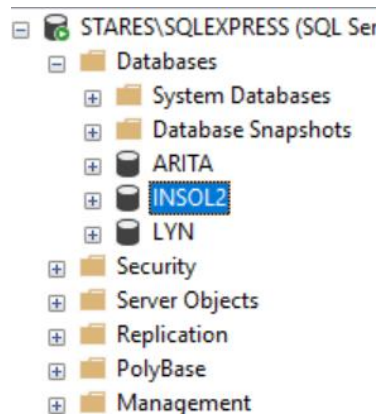 STARES\SQLEXPRESS (SQL Ser
Databases
System Databases
Database Snapshots
ARITA
INSOL2
LYN
Security
Server Objects
Replication
PolyBase
Management